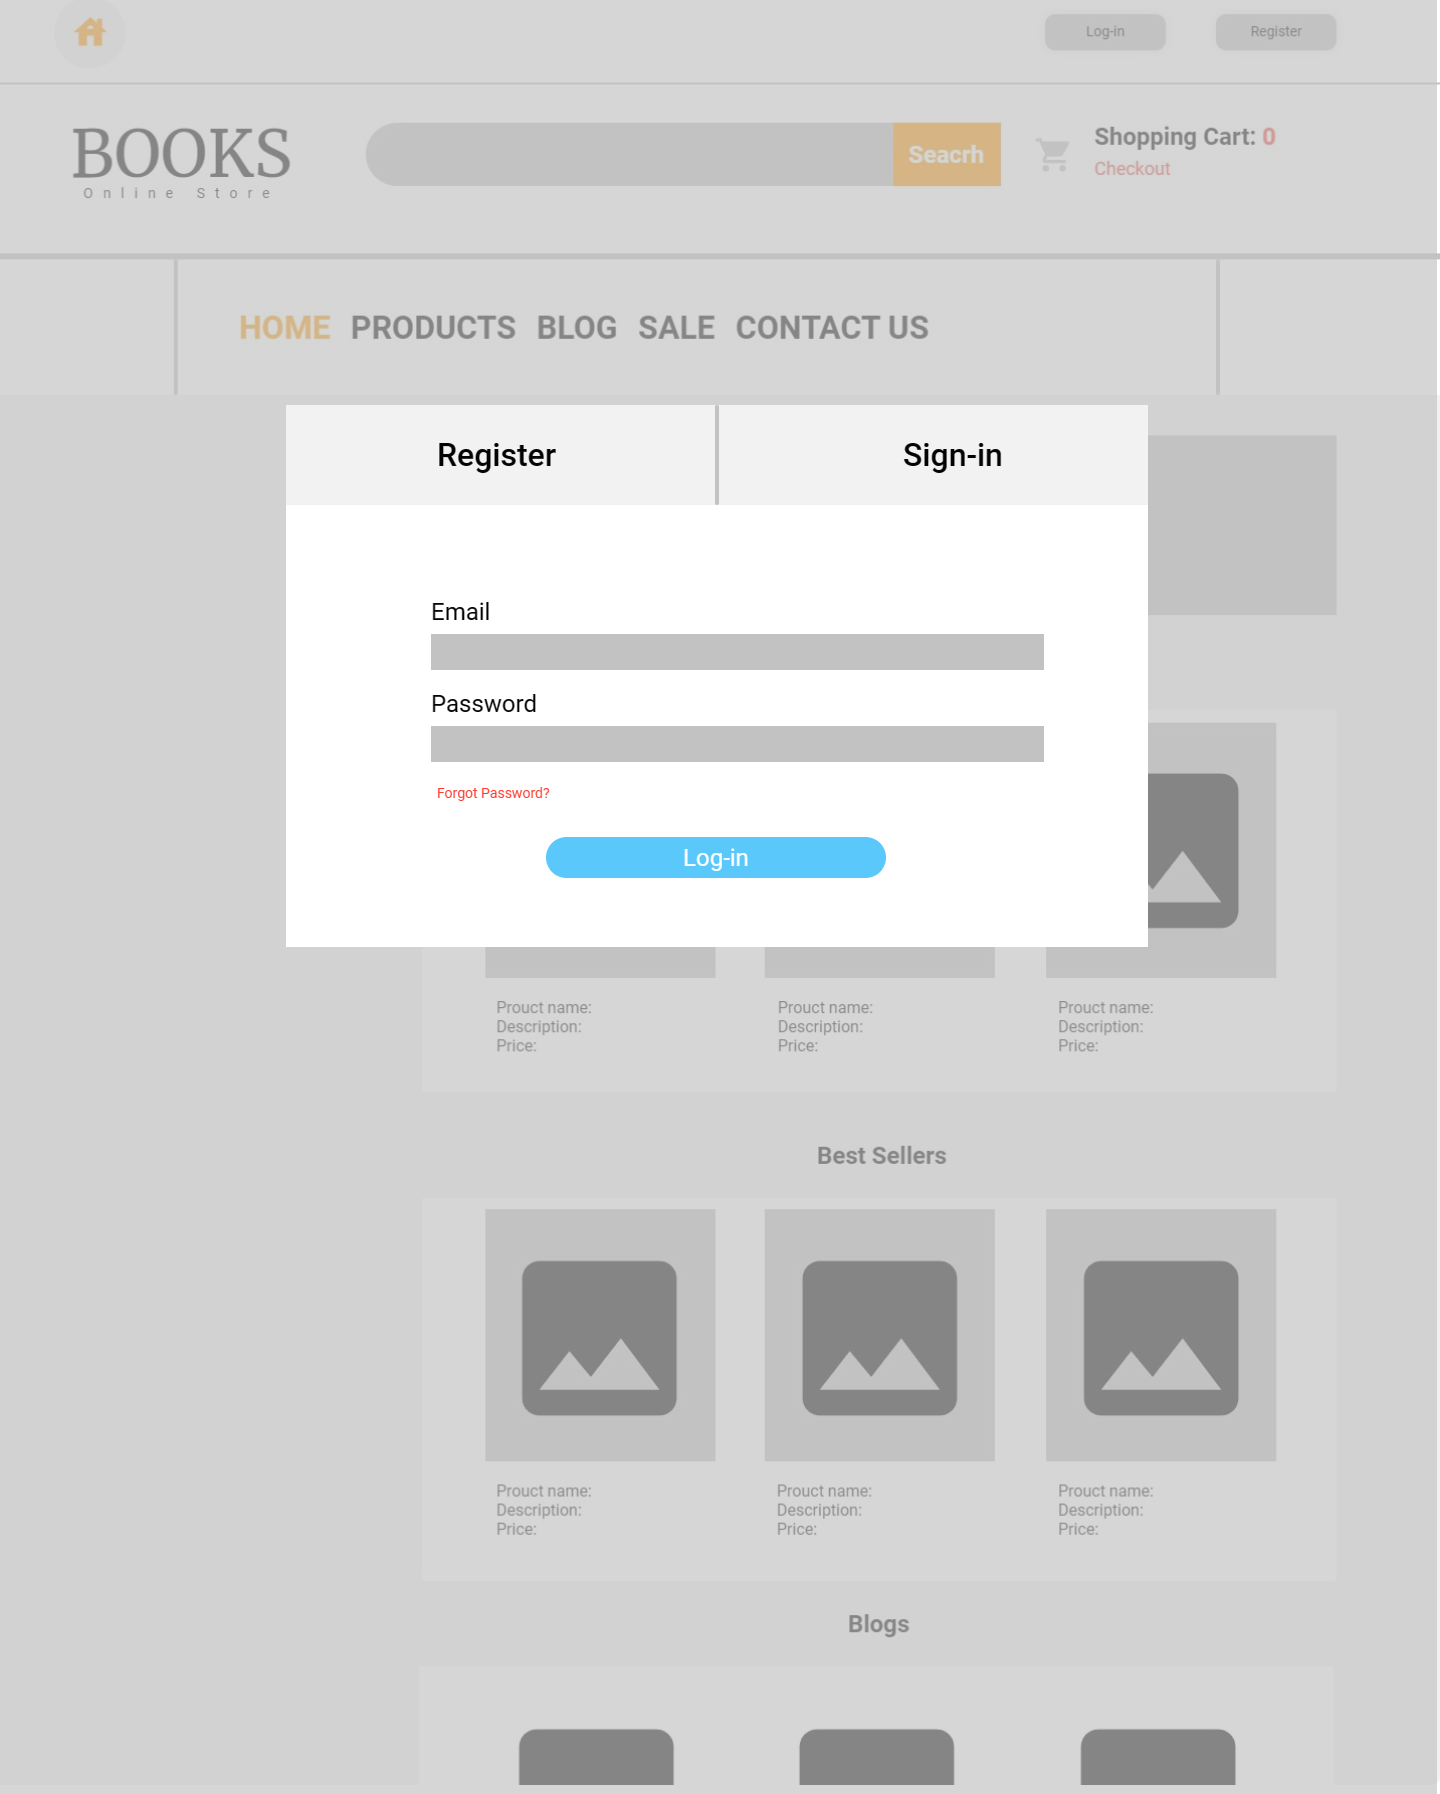 Log-in Register
BOOKS
Online Store
Seacrh
Shopping Cart: 0
Checkout
HOME PRODUCTS BLOG SALE CONTACT US
Register Sign-in
Email
Password
Forgot Password?
Log-in
Prouct name:
Description:
Price:
Prouct name:
Description:
Price:
Prouct name:
Description:
Price:
Best Sellers
Prouct name:
Description:
Price:
Prouct name:
Description:
Price:
Prouct name:
Description:
Price:
Blogs